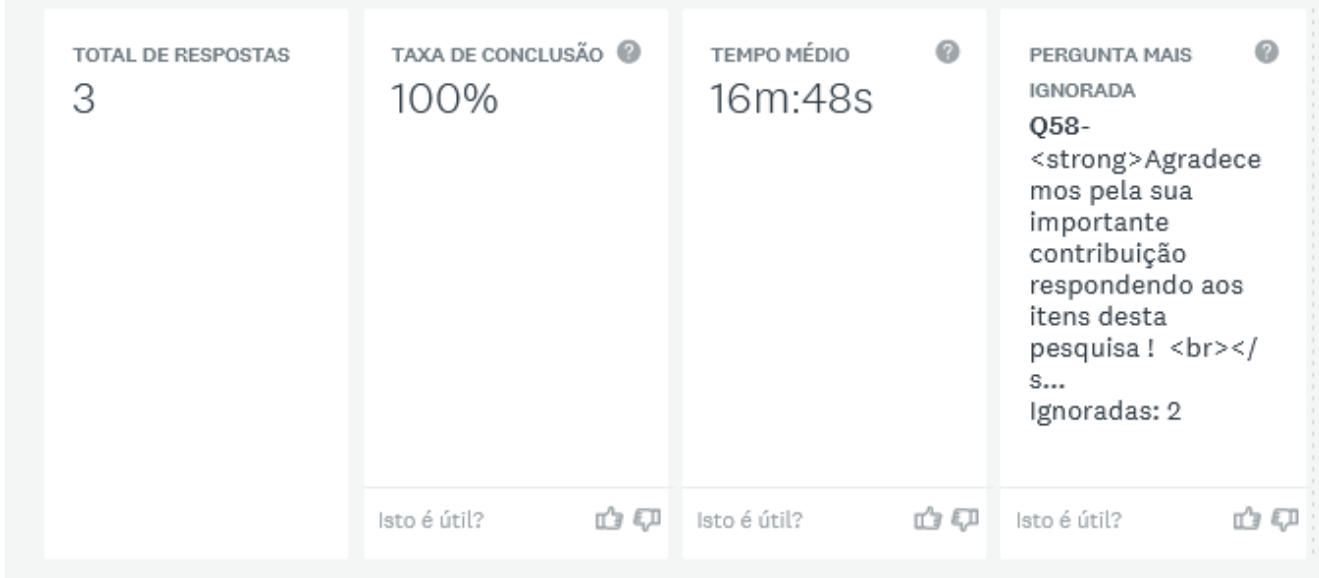 TOTAL DE RESPOSTAS
3
TAXA DE CONCLUSÃO ?
100%
Isto é útil?
TEMPO MÉDIO ?
16m:48s
Isto é útil?
PERGUNTA MAIS ?
IGNORADA
Q58-
<strong>Agradece
mos pela sua
importante
contribuição
respondendo aos
itens desta
pesquisa ! <br></
s...
Ignoradas: 2
Isto é útil?